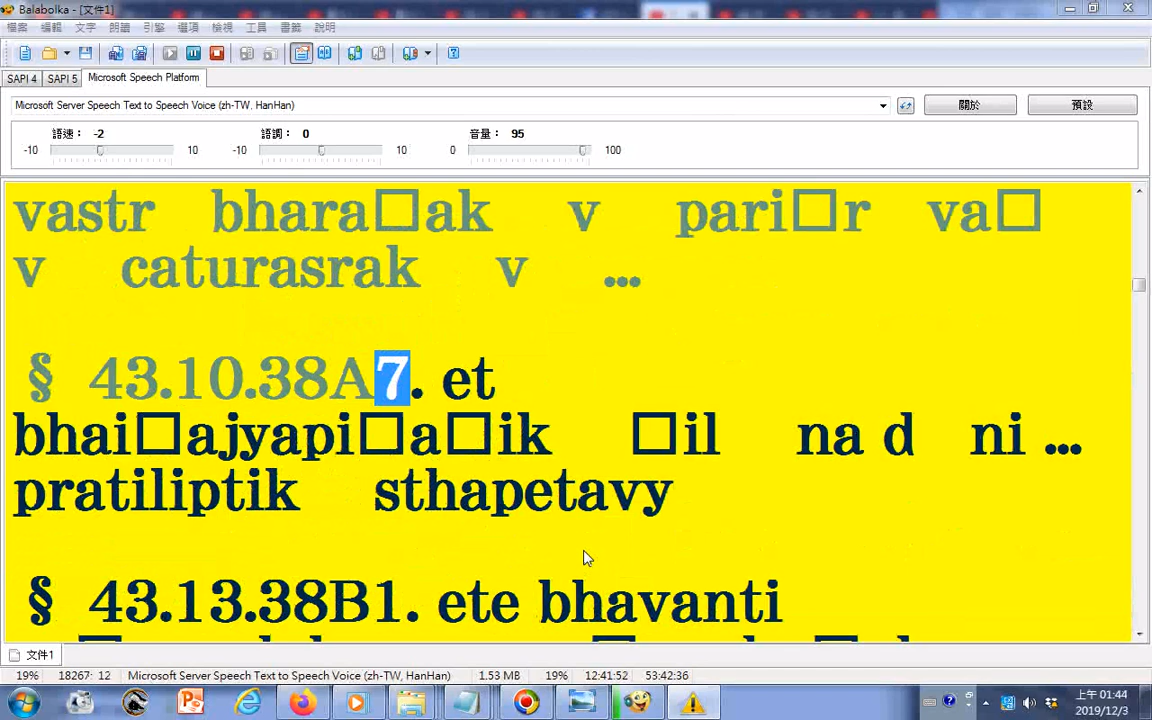 Balabolka - [文件1]
檔案 編輯 文字 朗讀 引擎 選項 檢視 工具 書籤 說明
SAPI 4 SAPI 5 Microsoft Speech Platform
Microsoft Server Speech Text to Speech Voice (zh-TW, HanHan) 關於 預設
語速： -2 語調： 0 音量： 95
-10 10 -10 10 0 100
vastr bhara□ak v pari□r va□
v caturasrak v ...
§ 43.10.38A7. et
bhai□ajyapi□a□ik □il na d ni ...
pratiliptik sthapetavy
§ 43.13.38B1. ete bhavanti
文件1
19% 18267: 12 Microsoft Server Speech Text to Speech Voice (zh-TW, HanHan) 1.53 MB 19% 12:41:52 53:42:36
上午 01:44
2019/12/3